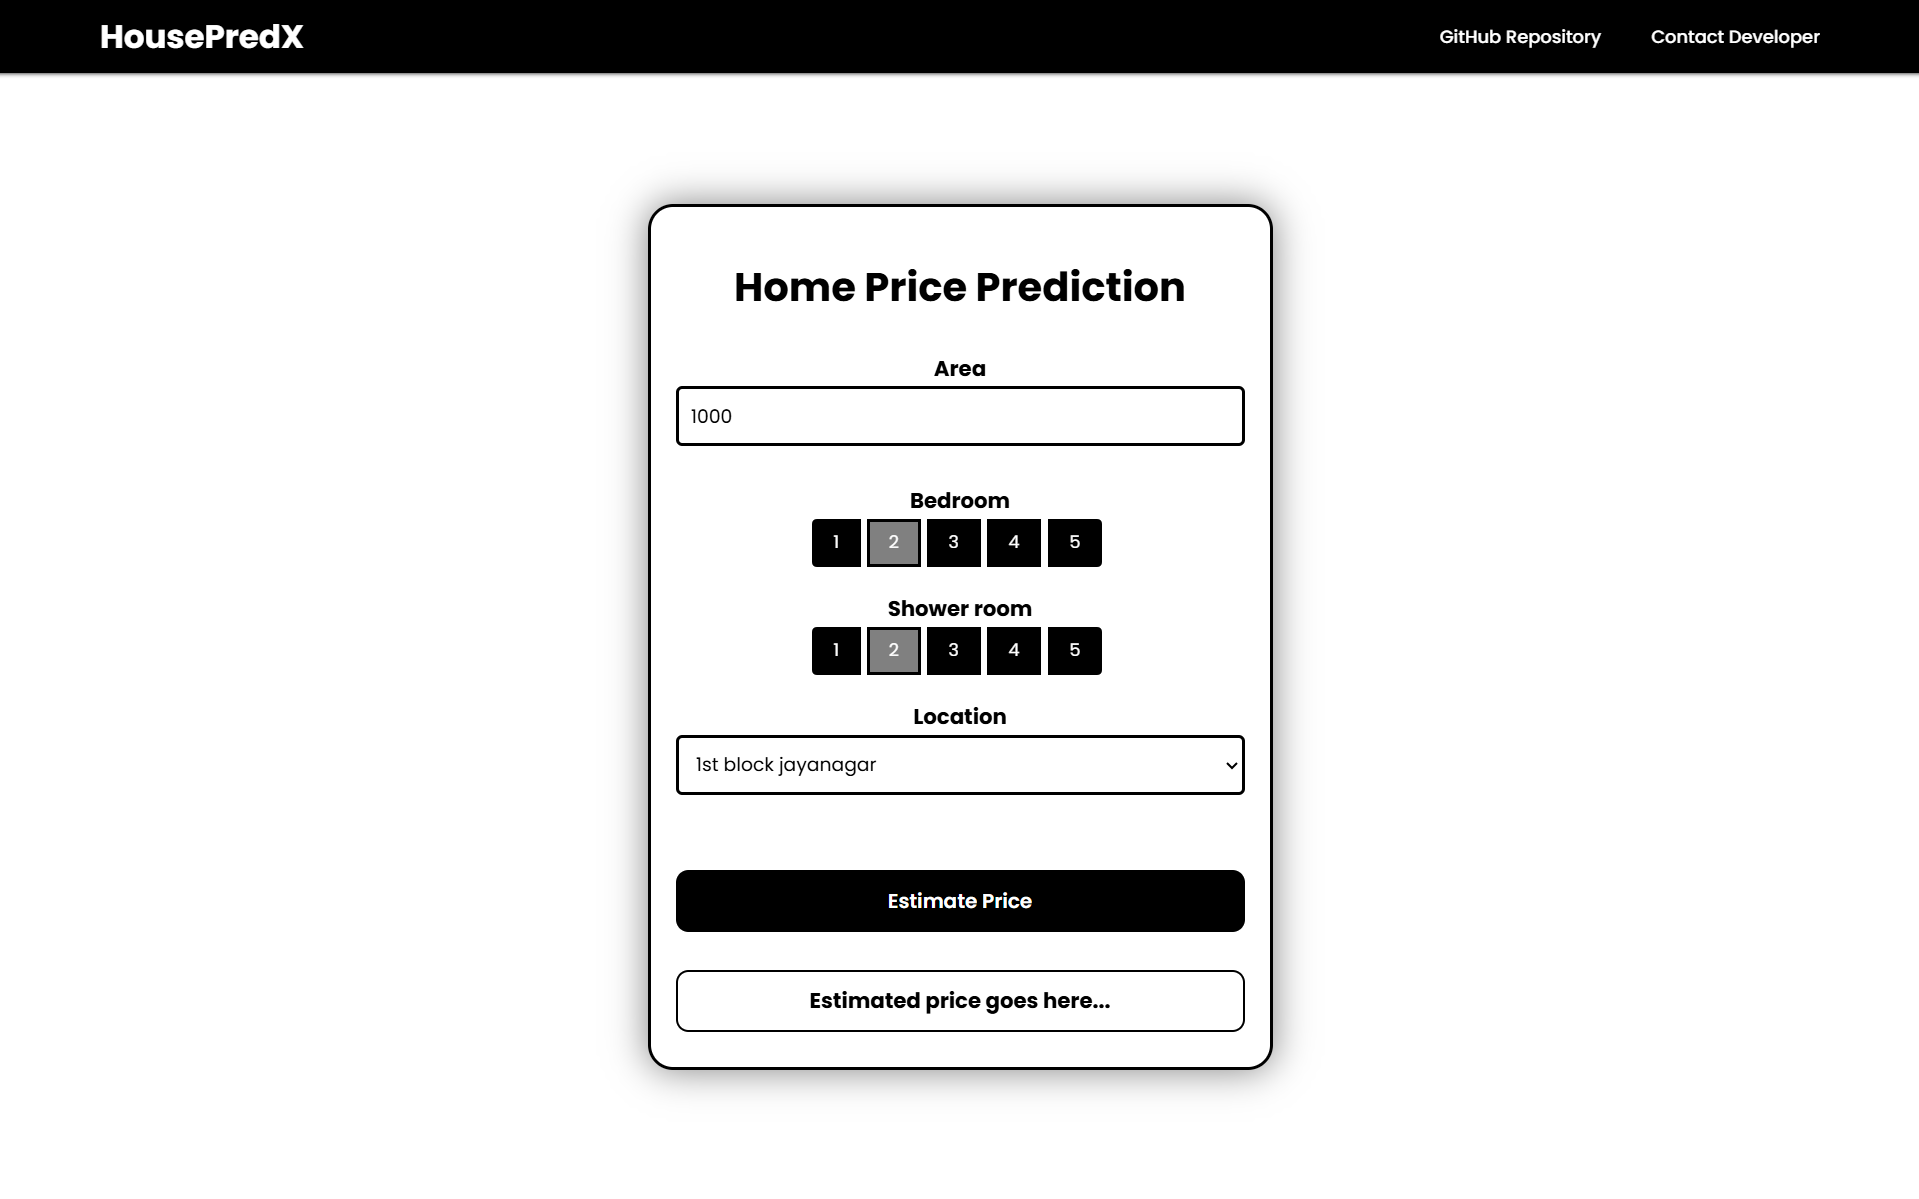 HousePredX
GitHub Repository
Contact Developer
Home Price Prediction
Area
1000
Bedroom
1 2 3 4 5
Shower room
1 2 3 4 5
Location
1st block jayanagar
Estimate Price
Estimated price goes here...